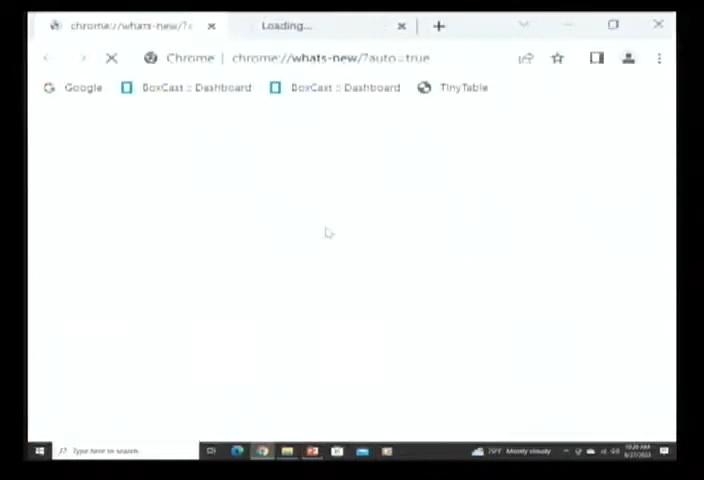 chrome://whats-new/?a
Loading...
Chrome | chrome://whats-new/?auto=true
Google
BoxCast :: Dashboard
BoxCast :: Dashboard
TinyTable
Type here to search
Mostly cloudy